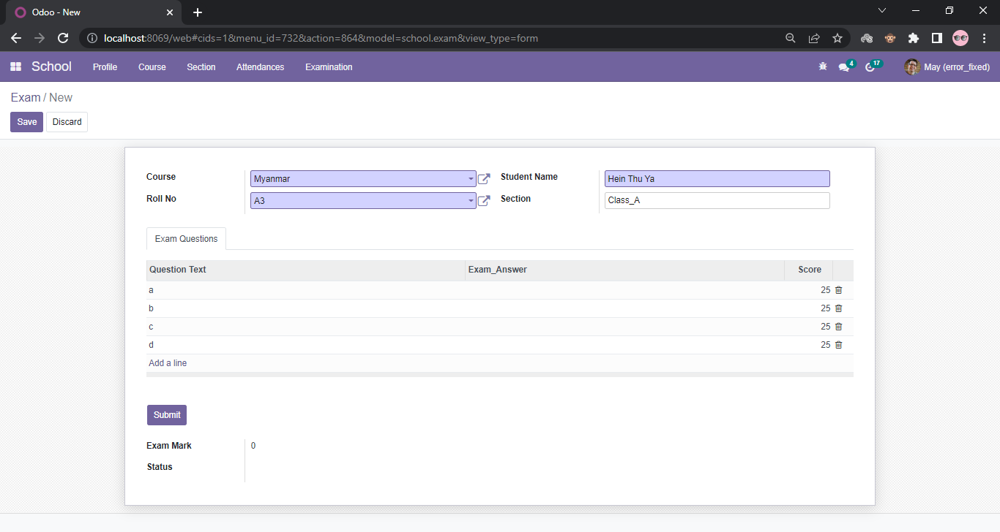 Odoo - New
localhost:8069/web#cids=1&menu_id=732&action=864&model=school.exam&view_type=form
School Profile Course Section Attendances Examination 4 17 May (error_fixed)
Exam / New
Save Discard
Course Myanmar Student Name Hein Thu Ya
Roll No A3 Section Class_A
Exam Questions
Question Text Exam_Answer Score
a 25
b 25
c 25
d 25
Add a line
Submit
Exam Mark 0
Status